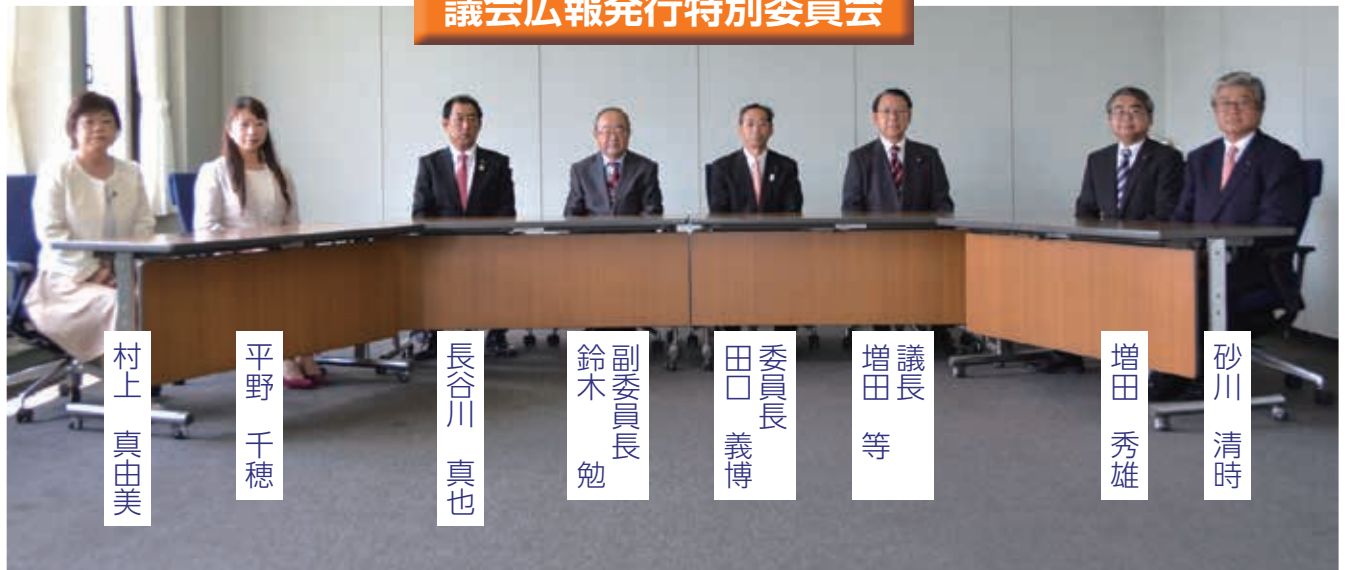 議会広報発行特別委員会
砂川 清時
増田 秀雄
議長
増田 等
委員長
田口 義博
副委員長
鈴木 勉
長谷川 真也
平野 千穂
村上 真由美